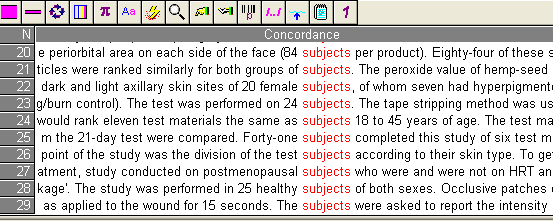 N Concordance
20 e periorbital area on each side of the face (84 subjects per product). Eighty-four of these s
21 ticles were ranked similarly for both groups of subjects. The peroxide value of hemp-seed
22 dark and light axillary skin sites of 20 female subjects, of whom seven had hyperpigmente
23 g/burn control). The test was performed on 24 subjects. The tape stripping method was us
24 would rank eleven test materials the same as subjects 18 to 45 years of age. The test ma
25 m the 21-day test were compared. Forty-one subjects completed this study of six test m
26 point of the study was the division of the test subjects according to their skin type. To get
27 atment, study conducted on postmenopausal subjects who were and were not on HRT an
28 kage'. The study was performed in 25 healthy subjects of both sexes. Occlusive patches
29 as applied to the wound for 15 seconds. The subjects were asked to report the intensity